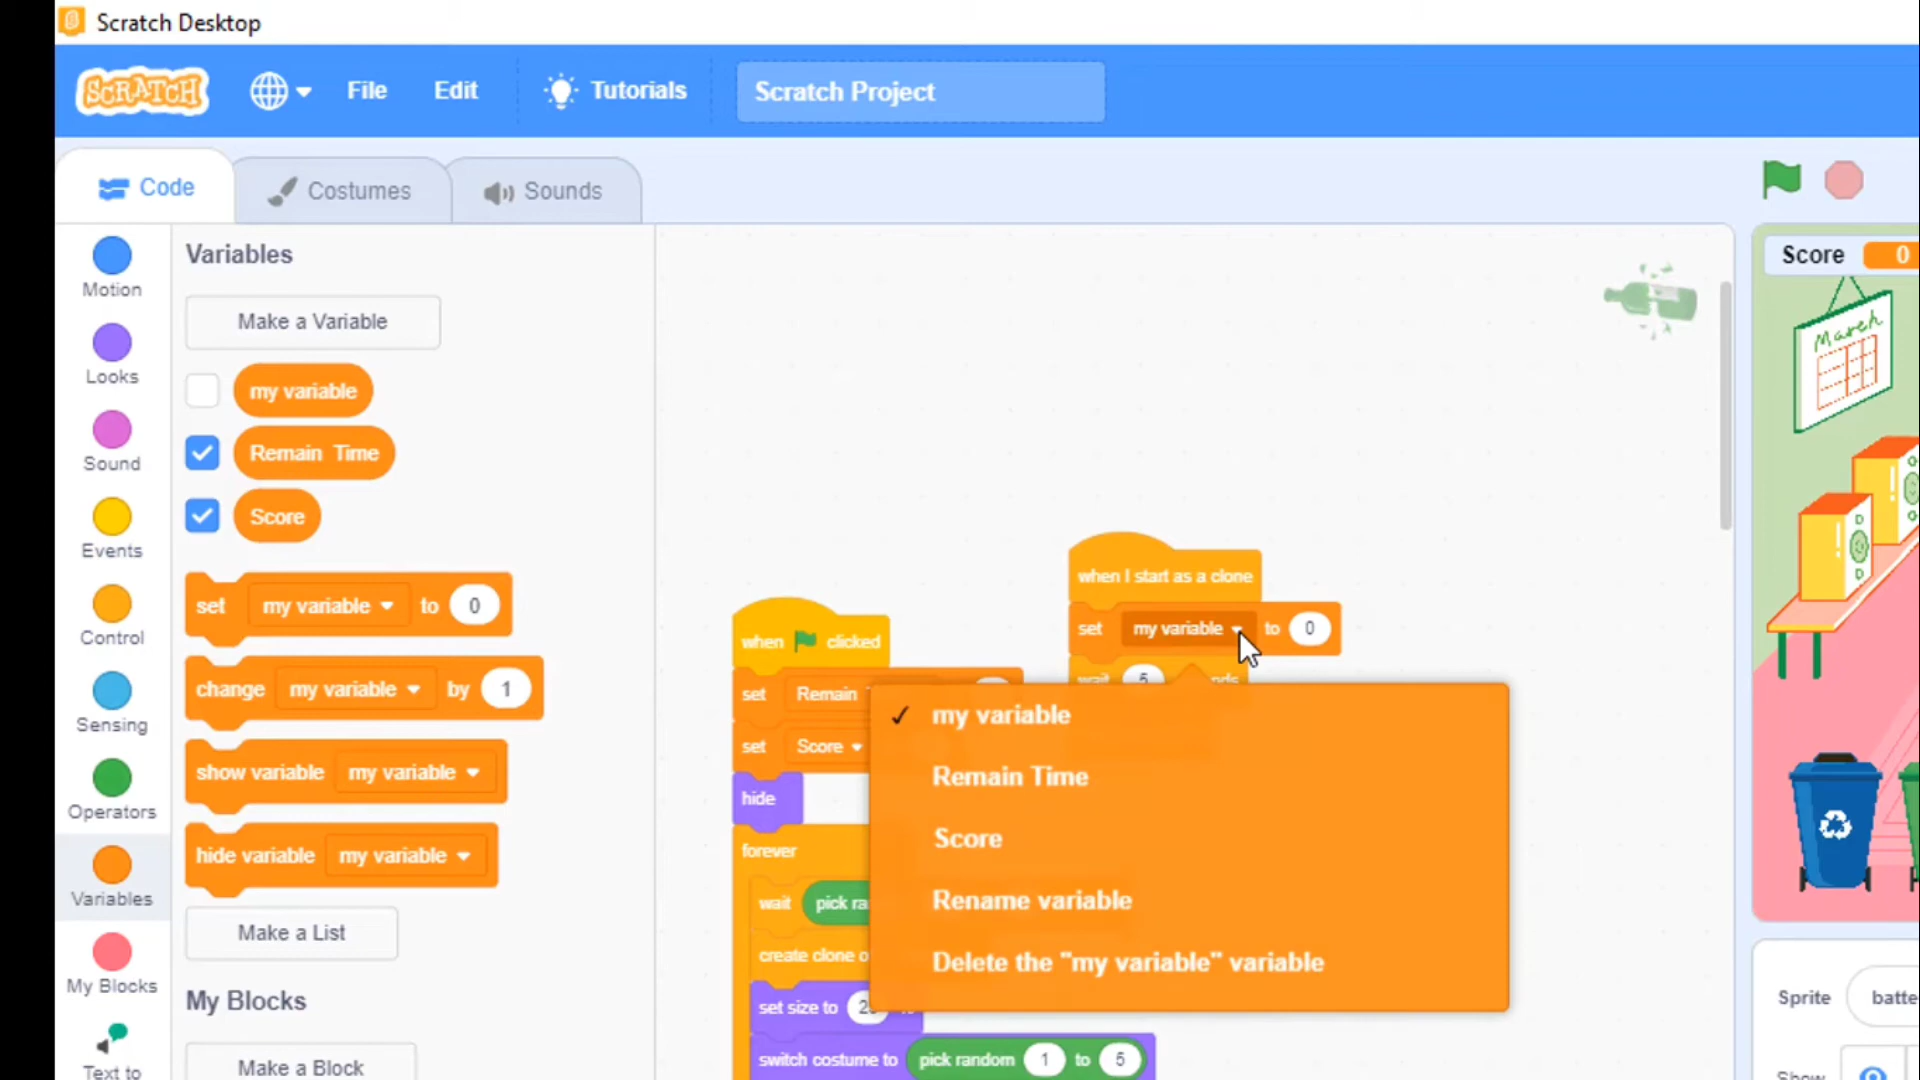 Scratch Desktop
SCRATCH
File
Edit
Tutorials
Scratch Project
Code
Costumes
Sounds
Motion
Looks
Sound
Events
Control
Sensing
Operators
Variables
My Blocks
Text to
Variables
Make a Variable
my variable
Remain Time
Score
set my variable to 0
change my variable by 1
show variable my variable
hide variable my variable
Make a List
My Blocks
Make a Block
when clicked
set Remain
set Score
hide
forever
wait
create clone
set size to
switch costume to pick random 1 to 5
when I start as a clone
set my variable to 0
wait 5
my variable
Remain Time
Score
Rename variable
Delete the "my variable" variable
Score 0
March
Sprite
Show